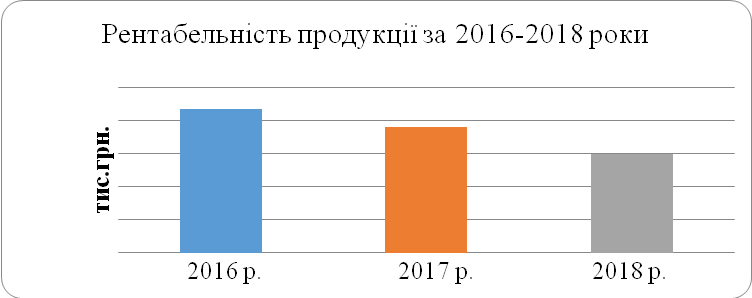 Рентабельність продукції за 2016-2018 роки
тис.грн.
2016 р.
2017 р.
2018 р.